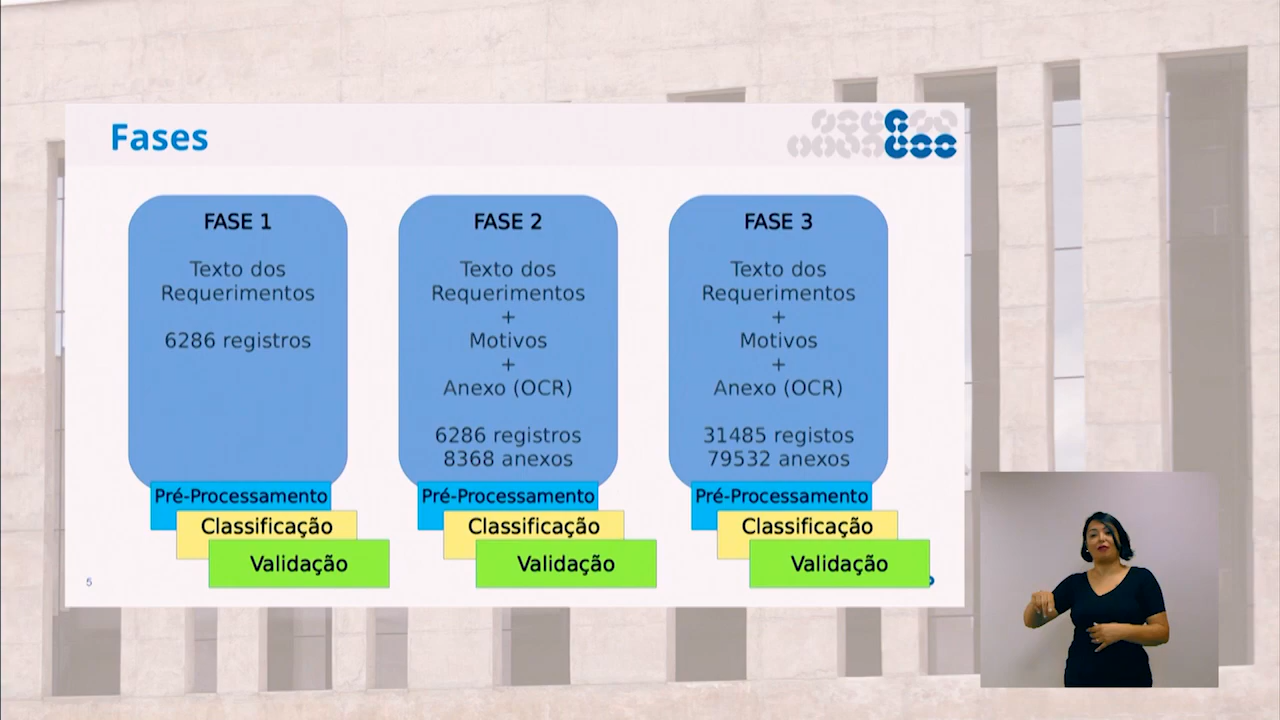 Fases
FASE 1
Texto dos
Requerimentos
6286 registros
Pré-Processamento
Classificação
Validação
FASE 2
Texto dos
Requerimentos
+
Motivos
+
Anexo (OCR)
6286 registros
8368 anexos
Pré-Processamento
Classificação
Validação
FASE 3
Texto dos
Requerimentos
+
Motivos
+
Anexo (OCR)
31485 registos
79532 anexos
Pré-Processamento
Classificação
Validação
5